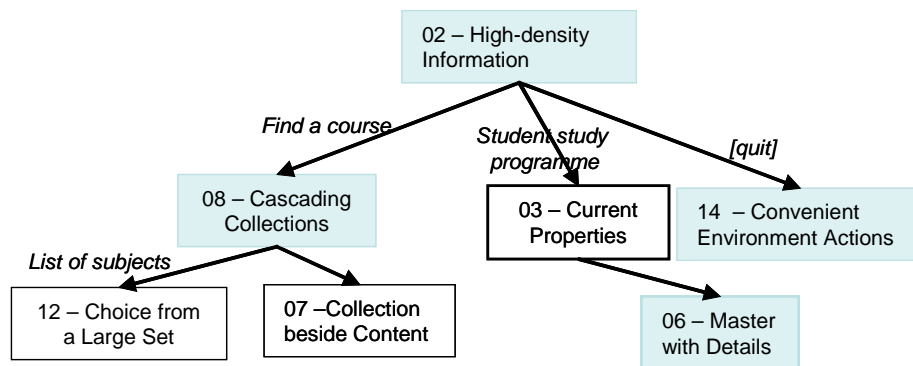 02 – High-density
Information
Find a course
Student study
programme
[quit]
08 – Cascading
Collections
03 – Current
Properties
14 – Convenient
Environment Actions
List of subjects
12 – Choice from
a Large Set
07 –Collection
beside Content
06 – Master
with Details